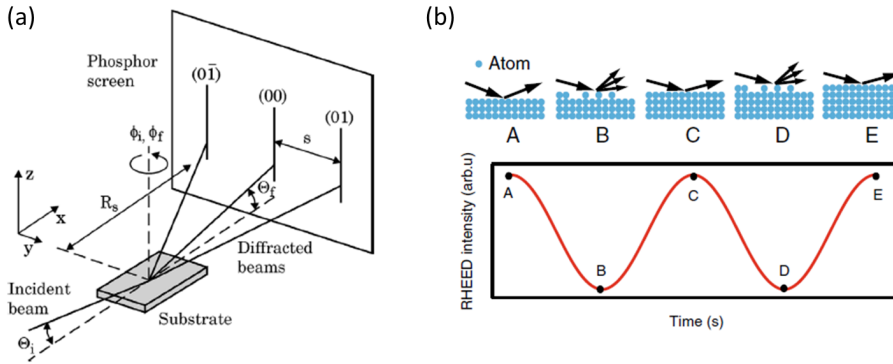 (a)
Phosphor
screen
(01̄)
(00)
(01)
s
ϕi, ϕf
Rs
Θf
z
x
y
Diffracted
beams
Incident
beam
Substrate
Θi
(b)
Atom
A B C D E
RHEED intensity (arb.u)
A
B
C
D
E
Time (s)